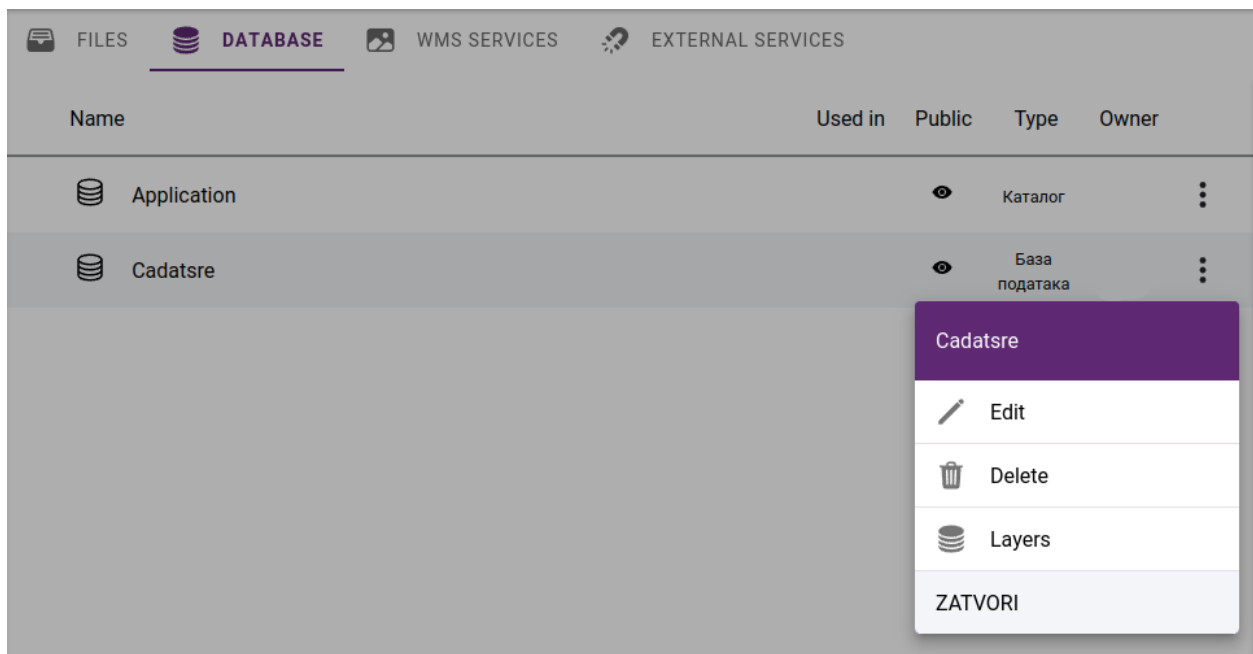 FILES DATABASE WMS SERVICES EXTERNAL SERVICES
Name Used in Public Type Owner
Application Каталог
Cadatsre База података
Cadatsre
Edit
Delete
Layers
ZATVORI